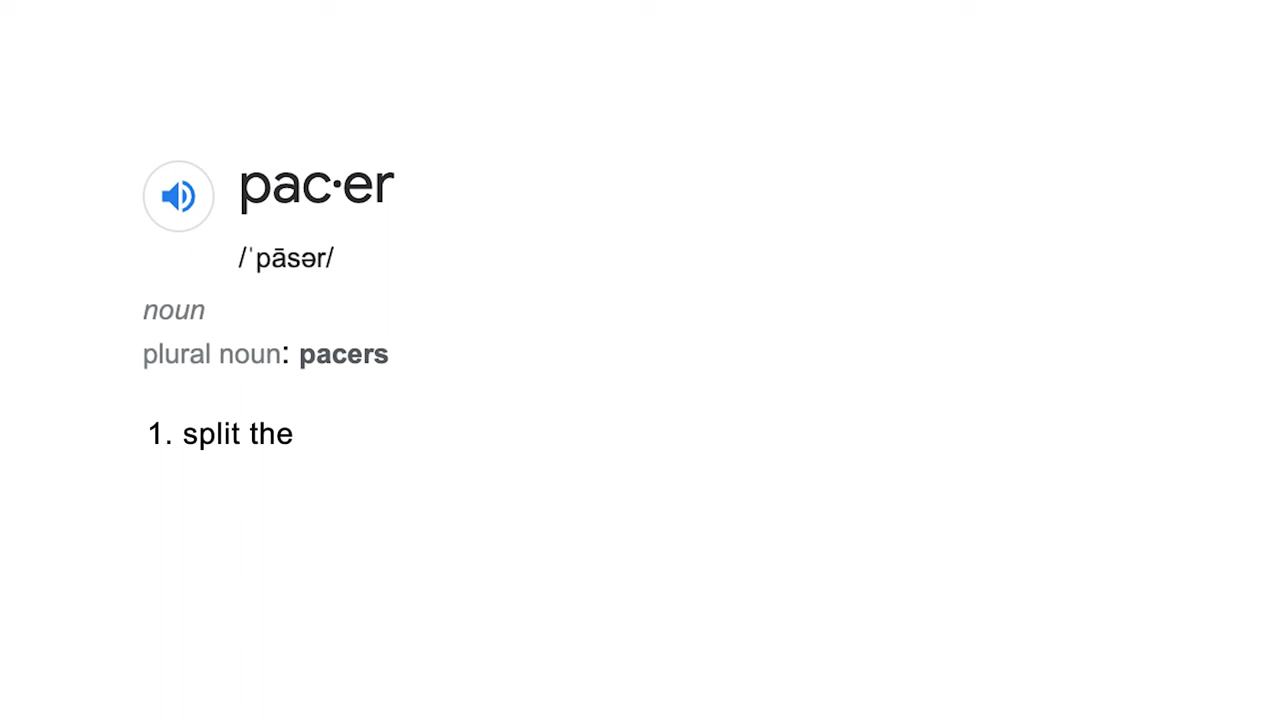 pac·er
/ˈpāsər/
noun
plural noun: pacers
1. split the